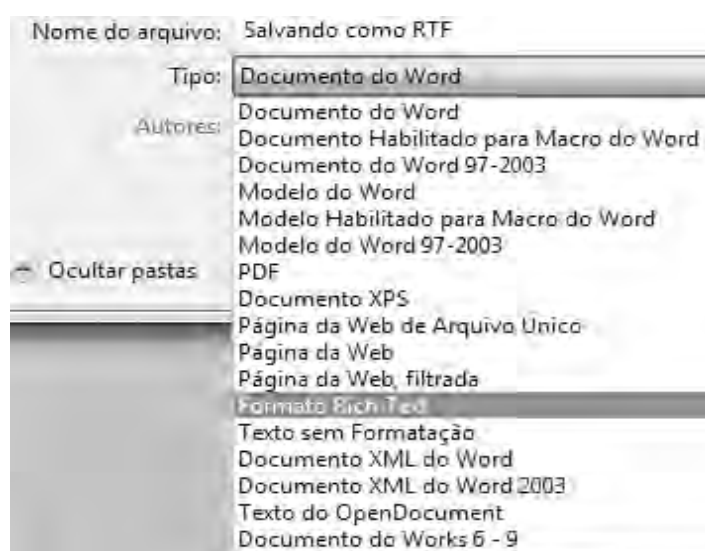 Nome do arquivo: Salvando como RTF
Tipo: Documento do Word
Autores:
Documento do Word
Documento Habilitado para Macro do Word
Documento do Word 97-2003
Modelo do Word
Modelo Habilitado para Macro do Word
Modelo do Word 97-2003
Ocultar pastas
PDF
Documento XPS
Página da Web de Arquivo Único
Página da Web
Página da Web, filtrada
Formato Rich Text
Texto sem Formatação
Documento XML do Word
Documento XML do Word 2003
Texto do OpenDocument
Documento do Works 6 - 9